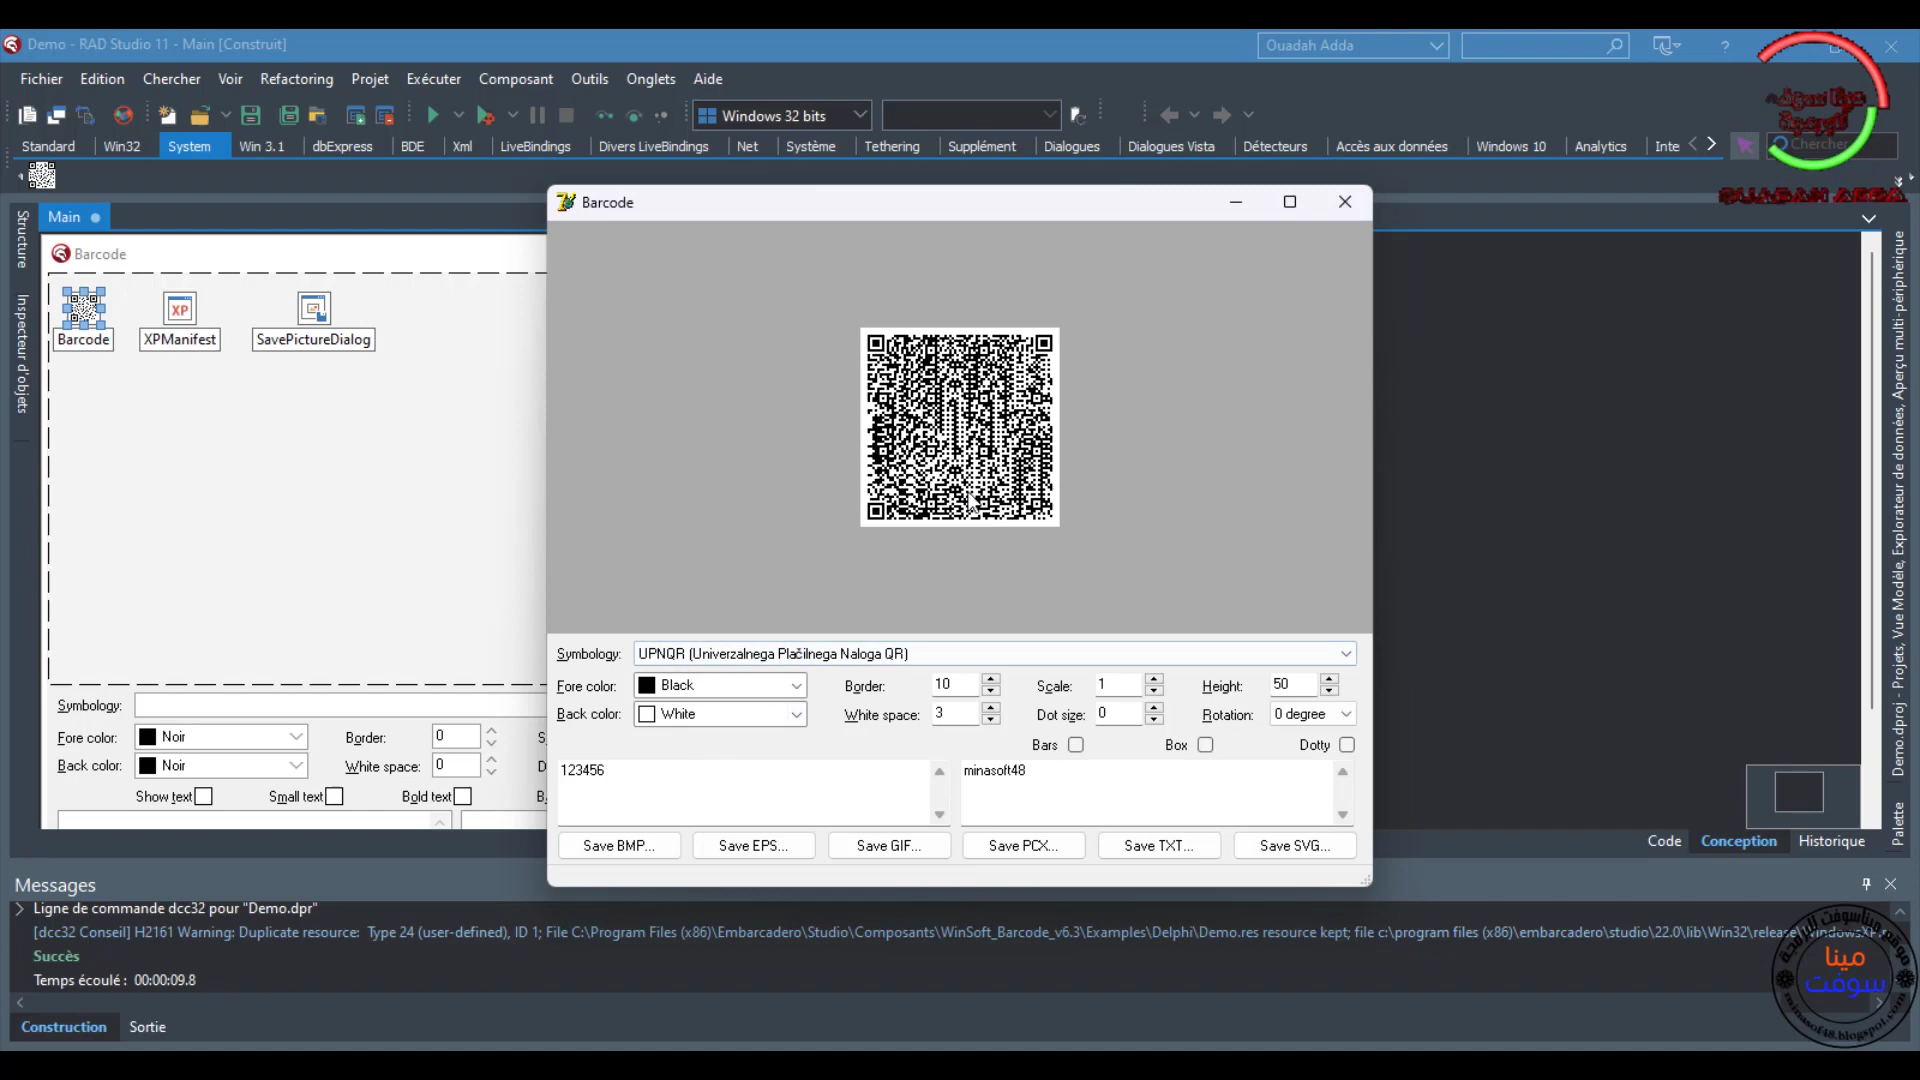 Demo - RAD Studio 11 - Main [Construit]
Ouadah Adda
?
Fichier Edition Chercher Voir Refactoring Projet Exécuter Composant Outils Onglets Aide
Windows 32 bits
Standard Win32 System Win 3.1 dbExpress BDE Xml LiveBindings Divers LiveBindings Net Système Tethering Supplément Dialogues Dialogues Vista Détecteurs Accès aux données Windows 10 Analytics Inte
Chercher
OUADAH ADDA
Structure
Inspecteur d'objets
Main
Barcode
Barcode
XP
Barcode XPManifest SavePictureDialog
Symbology:
Fore color: Noir Border: 0
Back color: Noir White space: 0
Show text Small text Bold text
Symbology: UPNQR (Univerzalnega Plačilnega Naloga QR)
Fore color: Black Border: 10 Scale: 1 Height: 50
Back color: White White space: 3 Dot size: 0 Rotation: 0 degree
Bars Box Dotty
123456
minasoft48
Save BMP... Save EPS... Save GIF... Save PCX... Save TXT... Save SVG...
Demo.dproj - Projets, Vue Modèle, Explorateur de données, Aperçu multi-périphérique
Palette
Code Conception Historique
Messages
Ligne de commande dcc32 pour "Demo.dpr"
[dcc32 Conseil] H2161 Warning: Duplicate resource: Type 24 (user-defined), ID 1; File C:\Program Files (x86)\Embarcadero\Studio\Composants\WinSoft_Barcode_v6.3\Examples\Delphi\Demo.res resource kept; file c:\program files (x86)\embarcadero\studio\22.0\lib\Win32\release\WindowsXP.r
Succès
Temps écoulé : 00:00:09.8
Construction Sortie
موقع ميناسوفت للبرمجة
مينا
سوفت
minasof48.blogspot.com